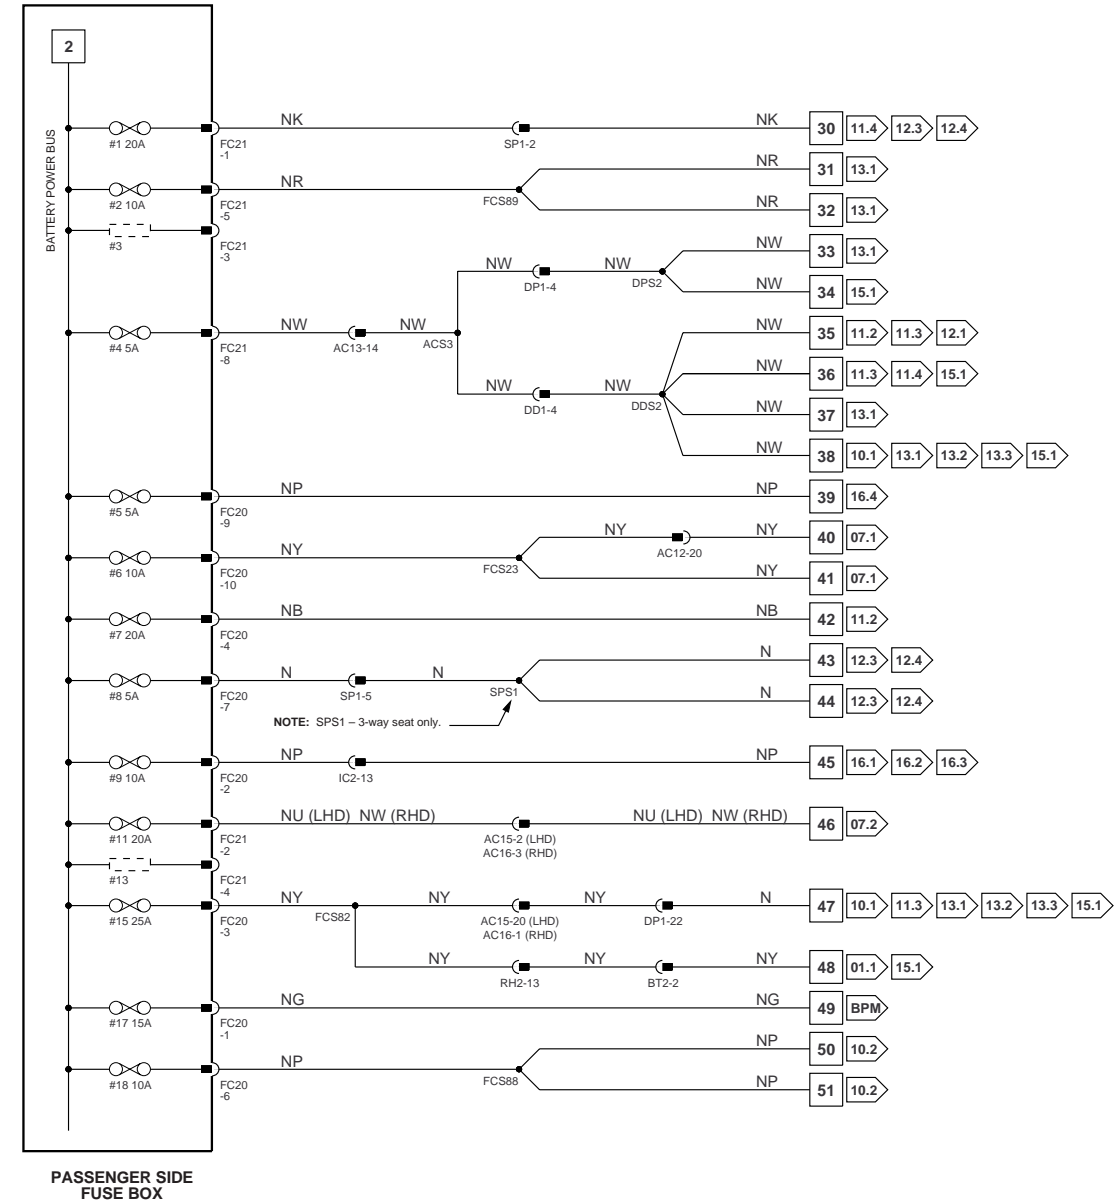 2
BATTERY POWER BUS
NK NK 30 11.4 12.3 12.4
#1 20A FC21 SP1-2
-1
NR 31 13.1
NR
#2 10A FC21 FCS89
-5
NR 32 13.1
#3 FC21
-3
NW 33 13.1
NW NW
DP1-4 DPS2
NW 34 15.1
NW NW NW 35 11.2 11.3 12.1
#4 5A FC21 AC13-14 ACS3
-8
NW 36 11.3 11.4 15.1
NW NW
DD1-4 DDS2
NW 37 13.1
NW 38 10.1 13.1 13.2 13.3 15.1
NP NP 39 16.4
#5 5A FC20
-9
NY NY 40 07.1
AC12-20
NY
#6 10A FC20 FCS23
-10
NY 41 07.1
NB NB 42 11.2
#7 20A FC20
-4
N 43 12.3 12.4
N N
#8 5A FC20 SP1-5 SPS1
-7
N 44 12.3 12.4
NOTE: SPS1 – 3-way seat only.
NP NP 45 16.1 16.2 16.3
#9 10A FC20 IC2-13
-2
NU (LHD) NW (RHD) NU (LHD) NW (RHD) 46 07.2
#11 20A FC21 AC15-2 (LHD)
-2 AC16-3 (RHD)
#13 FC21
-4
NY NY NY N 47 10.1 11.3 13.1 13.2 13.3 15.1
#15 25A FC20 FCS82 AC15-20 (LHD) DP1-22
-3 AC16-1 (RHD)
NY NY NY 48 01.1 15.1
RH2-13 BT2-2
NG NG 49 BPM
#17 15A FC20
-1
NP 50 10.2
NP
#18 10A FC20 FCS88
-6
NP 51 10.2
PASSENGER SIDE
FUSE BOX